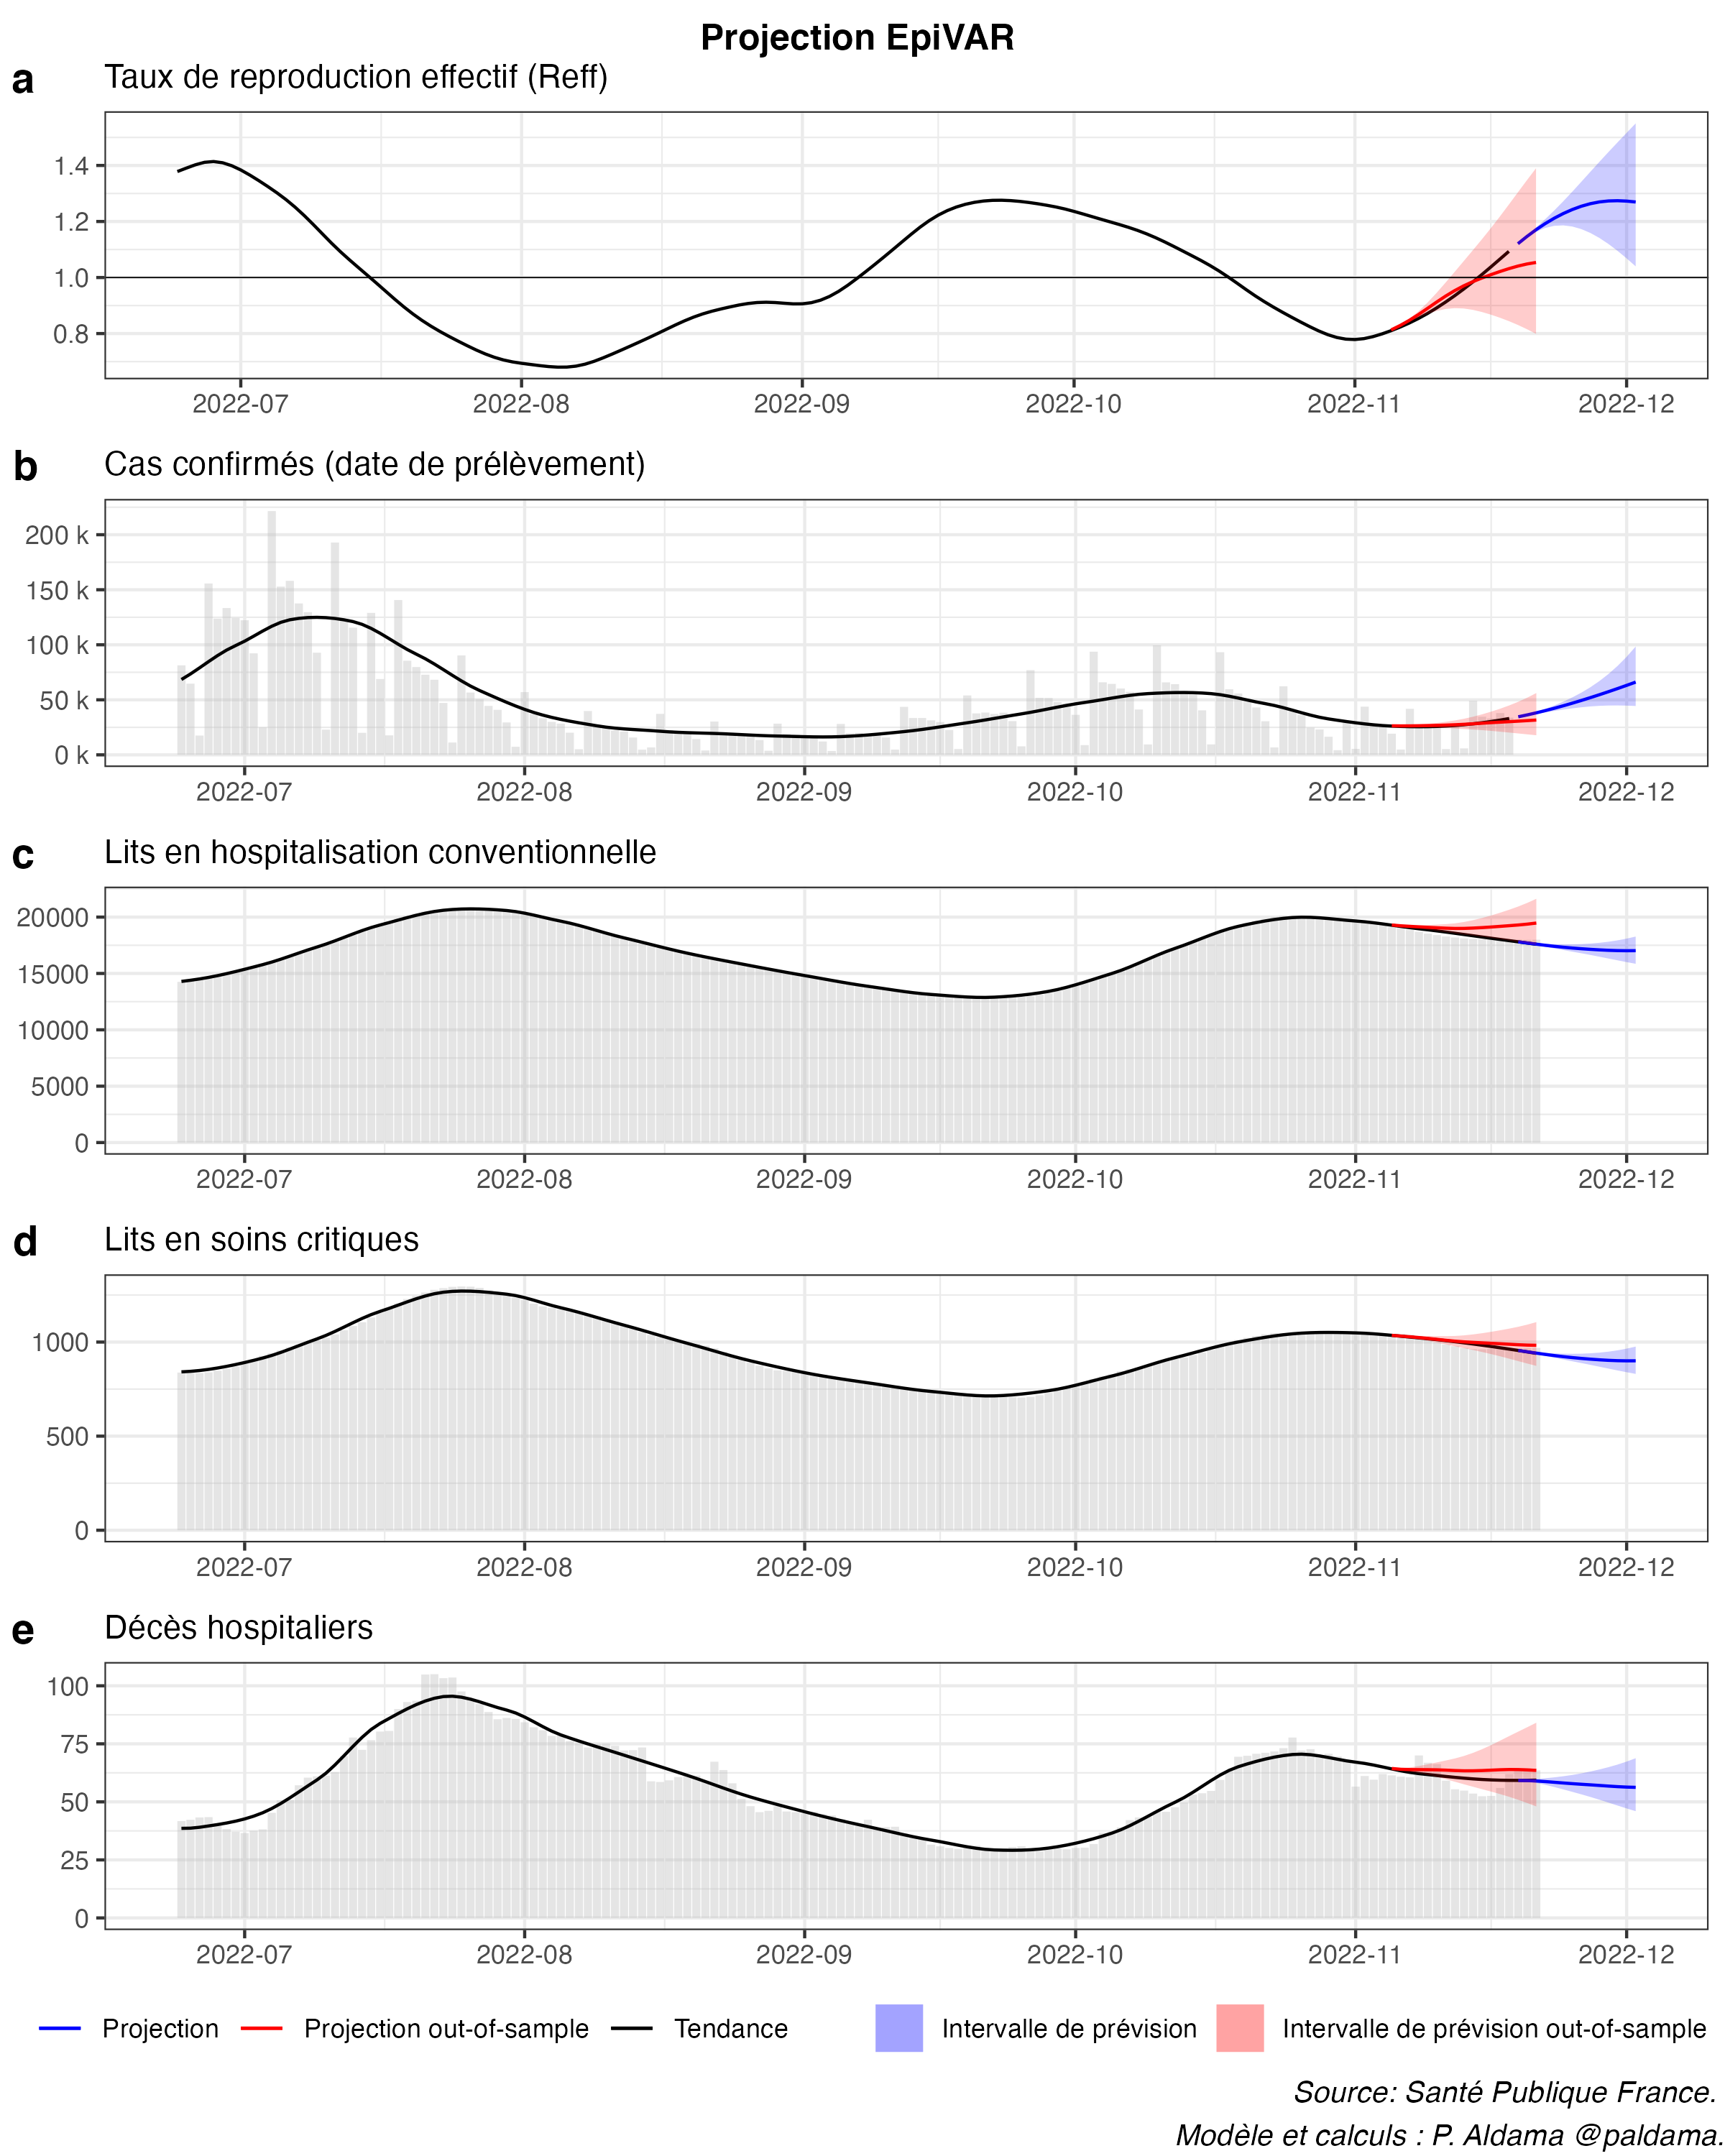 Projection EpiVAR
a Taux de reproduction effectif (Reff)
1.4
1.2
1.0
0.8
2022-07 2022-08 2022-09 2022-10 2022-11 2022-12
b Cas confirmés (date de prélèvement)
200 k
150 k
100 k
50 k
0 k
2022-07 2022-08 2022-09 2022-10 2022-11 2022-12
c Lits en hospitalisation conventionnelle
20000
15000
10000
5000
0
2022-07 2022-08 2022-09 2022-10 2022-11 2022-12
d Lits en soins critiques
1000
500
0
2022-07 2022-08 2022-09 2022-10 2022-11 2022-12
e Décès hospitaliers
100
75
50
25
0
2022-07 2022-08 2022-09 2022-10 2022-11 2022-12
Projection Projection out-of-sample Tendance Intervalle de prévision Intervalle de prévision out-of-sample
Source: Santé Publique France.
Modèle et calculs : P. Aldama @paldama.